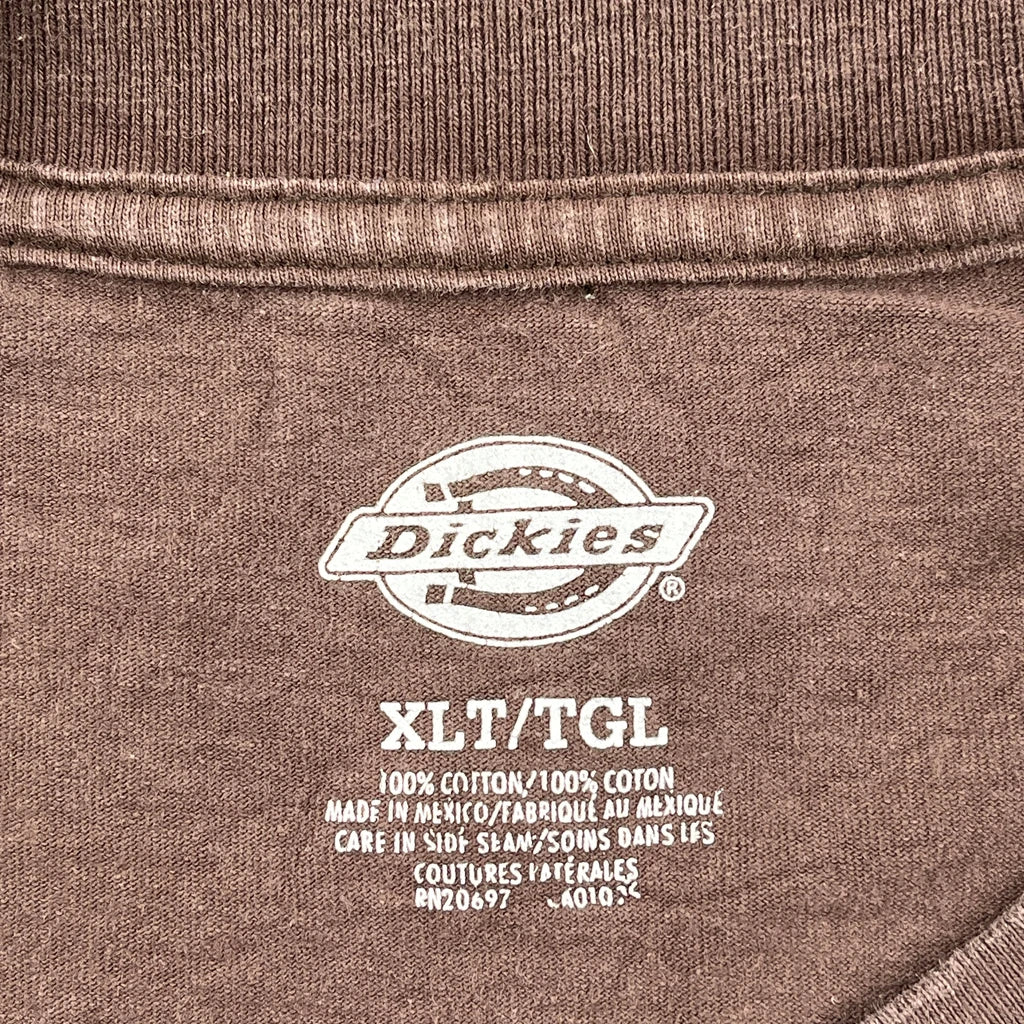 Dickies®
XLT/TGL
100% COTTON/100% COTON
MADE IN MEXICO/FABRIQUÉ AU MEXIQUE
CARE IN SIDE SEAM/SOINS DANS LES
COUTURES LATÉRALES
RN20697